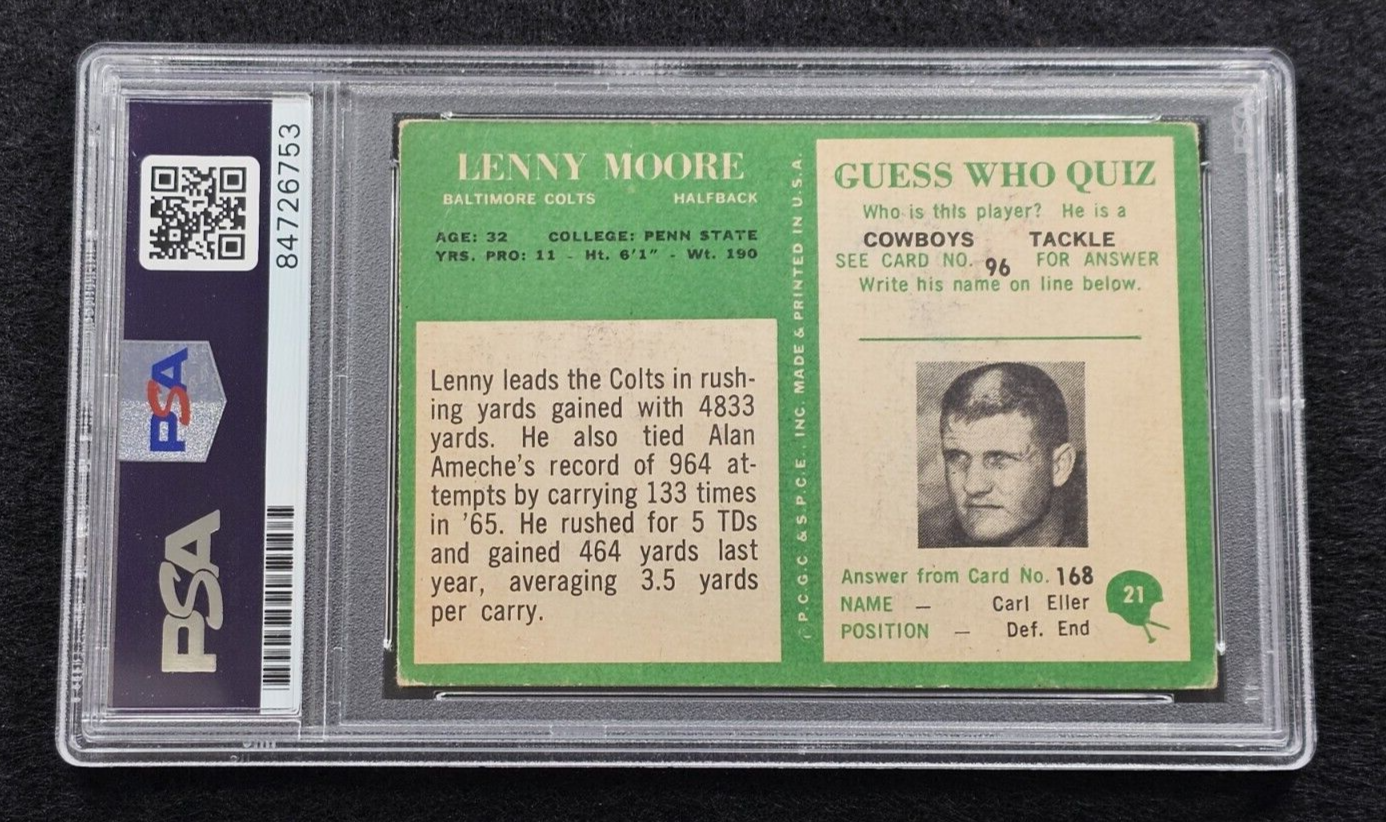 84726753
PSA
PSA
LENNY MOORE
BALTIMORE COLTS HALFBACK
AGE: 32 COLLEGE: PENN STATE
YRS. PRO: 11 - Ht. 6'1" - Wt. 190
Lenny leads the Colts in rush-
ing yards gained with 4833
yards. He also tied Alan
Ameche's record of 964 at-
tempts by carrying 133 times
in '65. He rushed for 5 TDs
and gained 464 yards last
year, averaging 3.5 yards
per carry.
© P.C.G.C. & S.P.C.E., INC. MADE & PRINTED IN U.S.A.
GUESS WHO QUIZ
Who is this player? He is a
COWBOYS TACKLE
SEE CARD NO. 96 FOR ANSWER
Write his name on line below.
Answer from Card No. 168
NAME — Carl Eller
POSITION — Def. End
21